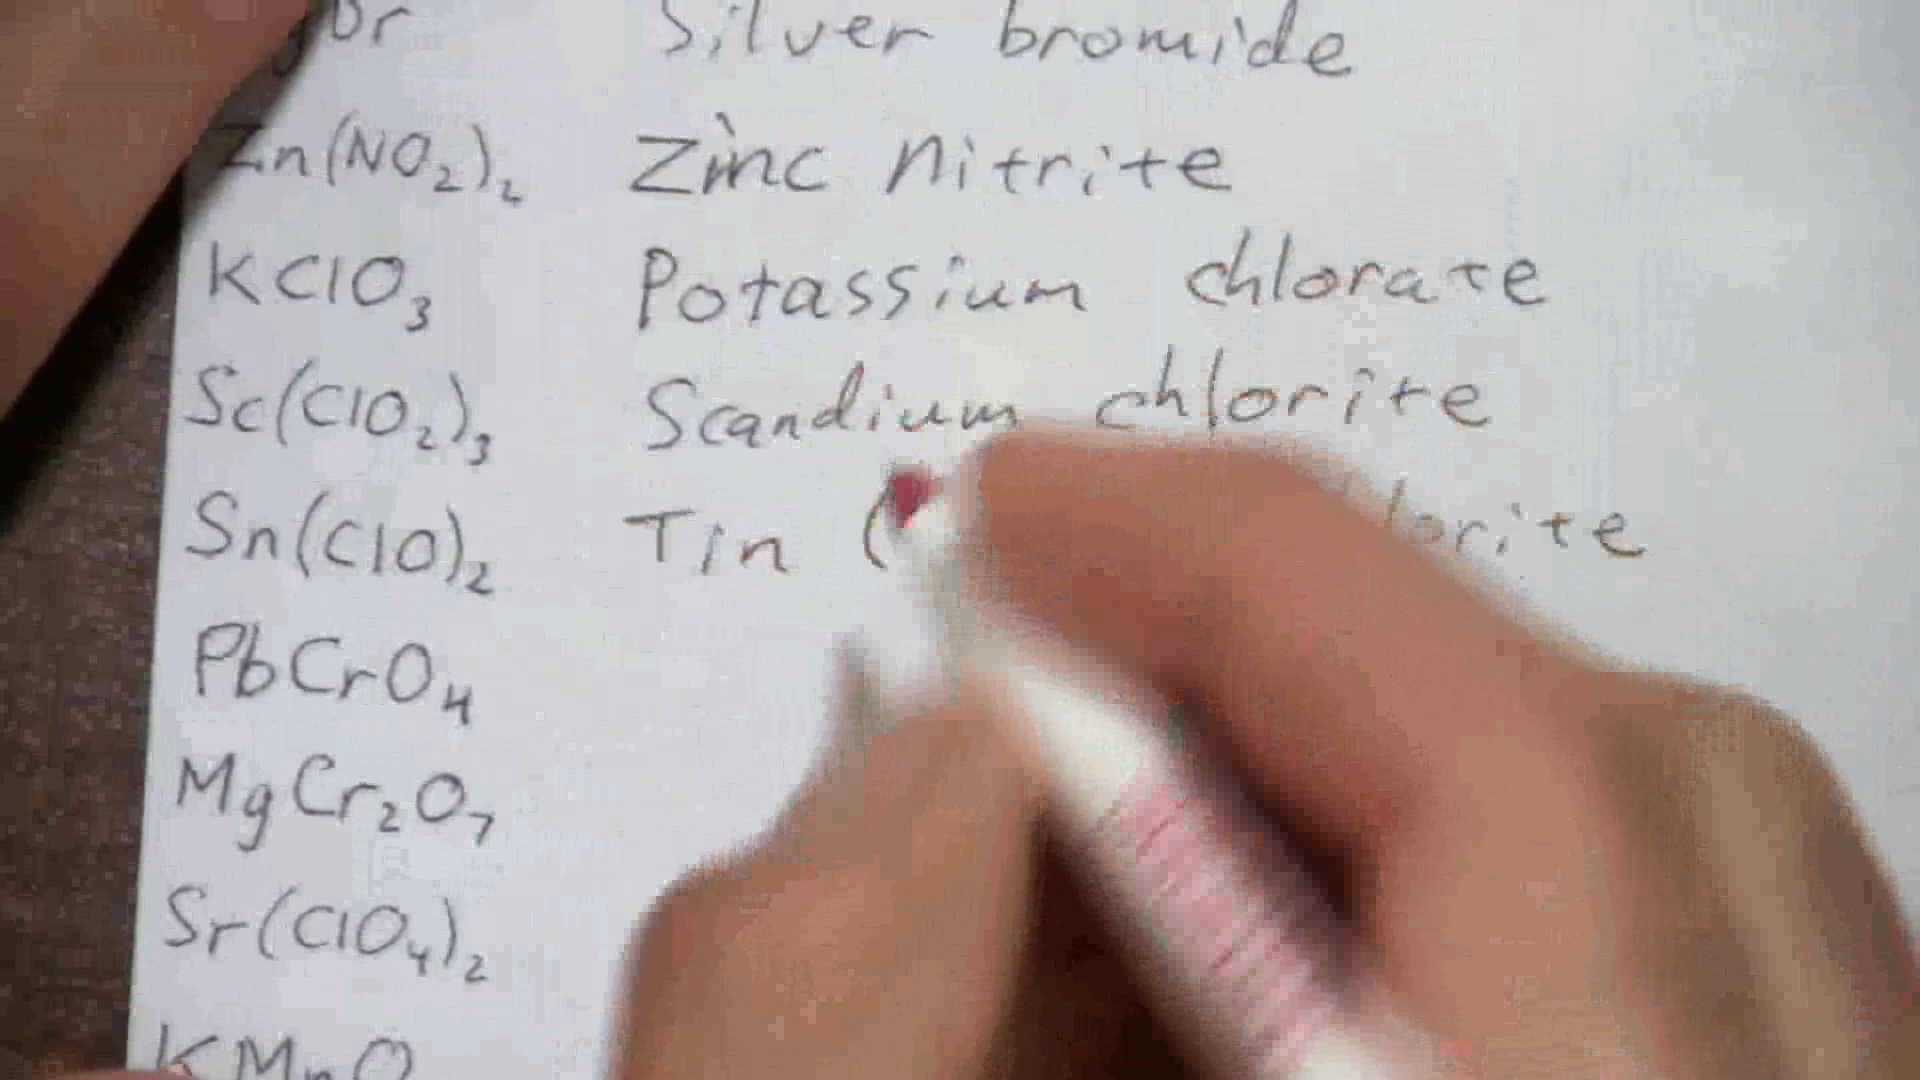 Silver bromide
Zn(NO₂)₂ Zinc nitrite
KClO₃ Potassium chlorate
Sc(ClO₂)₃ Scandium chlorite
Sn(ClO)₂ Tin (
PbCrO₄
MgCr₂O₇
Sr(ClO₄)₂